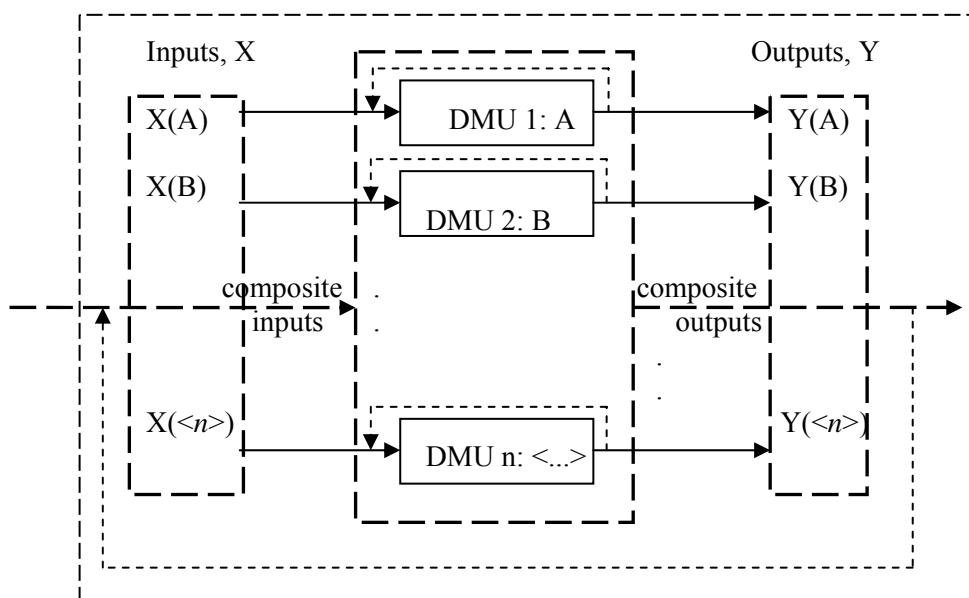 Inputs, X
Outputs, Y
X(A)
DMU 1: A
Y(A)
X(B)
DMU 2: B
Y(B)
composite
inputs
composite
outputs
X(<n>)
DMU n: <...>
Y(<n>)